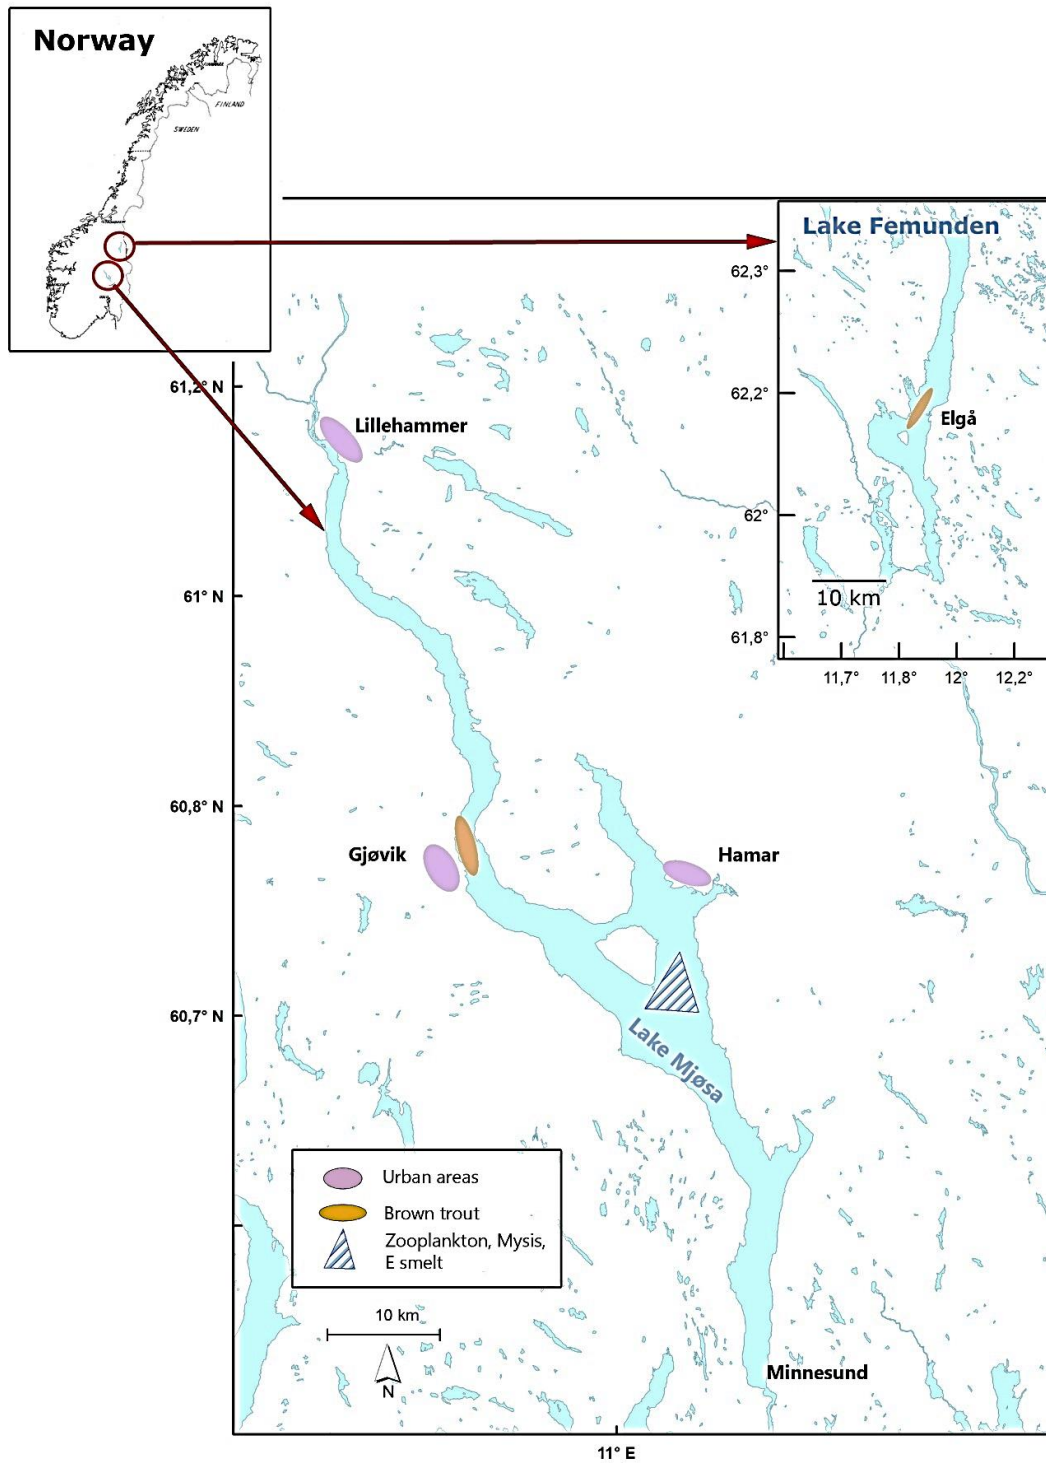 Norway
FINLAND
SWEDEN
Lake Femunden
62,3°
62,2°
Elgå
62°
10 km
61,8°
11,7°
11,8°
12°
12,2°
61,2° N
Lillehammer
61° N
60,8° N
Gjøvik
Hamar
60,7° N
Lake Mjøsa
Urban areas
Brown trout
Zooplankton, Mysis,
E smelt
10 km
N
Minnesund
11° E